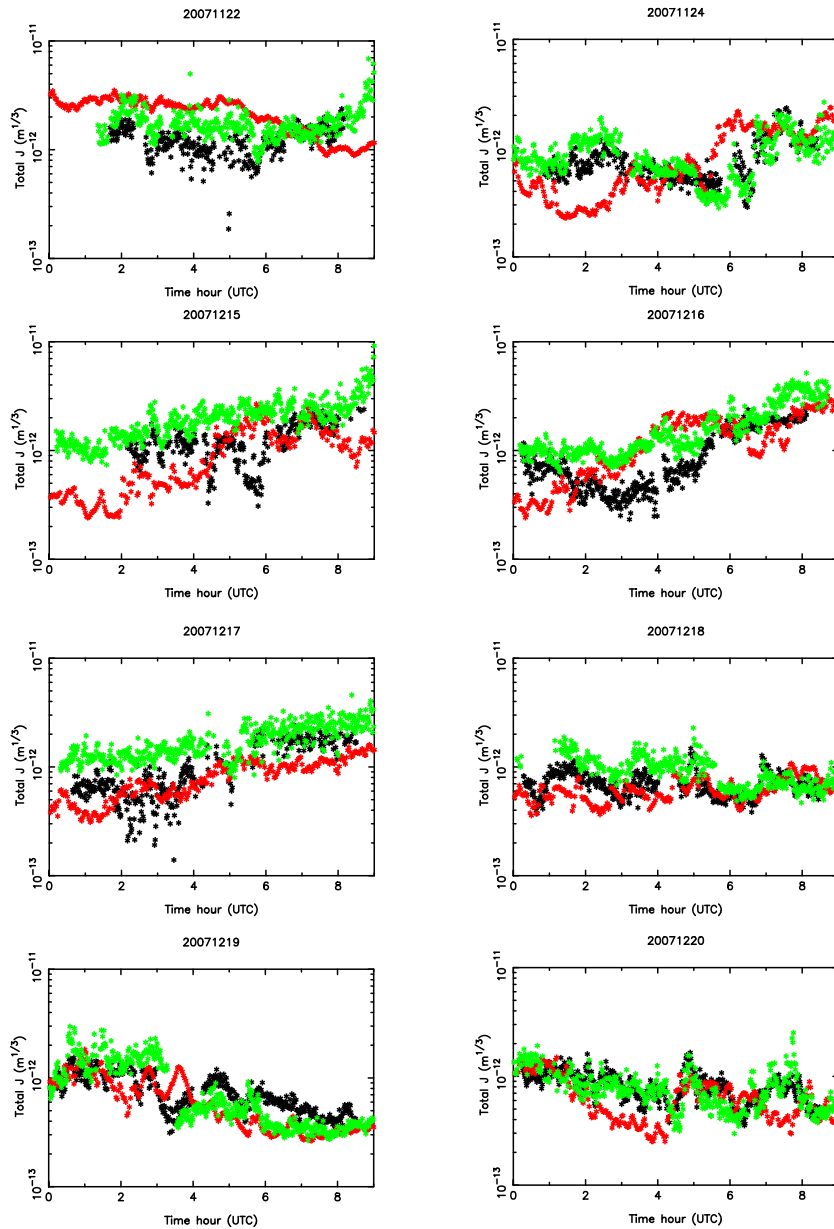 20071122
Total J (m^1/3)
10^-11
10^-12
10^-13
0 2 4 6 8
Time hour (UTC)
20071124
Total J (m^1/3)
10^-11
10^-12
10^-13
0 2 4 6 8
Time hour (UTC)
20071215
Total J (m^1/3)
10^-11
10^-12
10^-13
0 2 4 6 8
Time hour (UTC)
20071216
Total J (m^1/3)
10^-11
10^-12
10^-13
0 2 4 6 8
Time hour (UTC)
20071217
Total J (m^1/3)
10^-11
10^-12
10^-13
0 2 4 6 8
Time hour (UTC)
20071218
Total J (m^1/3)
10^-11
10^-12
10^-13
0 2 4 6 8
Time hour (UTC)
20071219
Total J (m^1/3)
10^-11
10^-12
10^-13
0 2 4 6 8
Time hour (UTC)
20071220
Total J (m^1/3)
10^-11
10^-12
10^-13
0 2 4 6 8
Time hour (UTC)